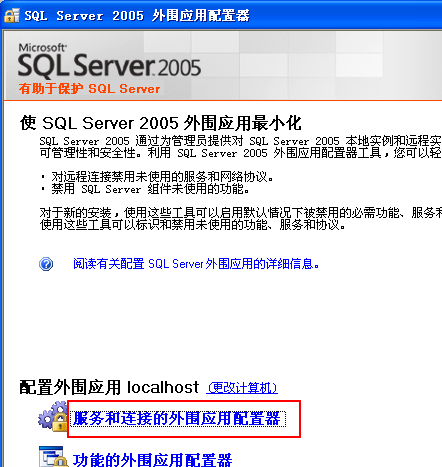 SQL Server 2005 外围应用配置器
Microsoft
SQL Server 2005
有助于保护 SQL Server
使 SQL Server 2005 外围应用最小化
SQL Server 2005 通过为管理员提供对 SQL Server 2005 本地实例和远程实
可管理性和安全性。利用 SQL Server 2005 外围应用配置器工具，您可以轻
• 对远程连接禁用未使用的服务和网络协议。
• 禁用 SQL Server 组件未使用的功能。
对于新的安装，使用这些工具可以启用默认情况下被禁用的必需功能、服务和
使用这些工具可以标识和禁用未使用的功能、服务和协议。
阅读有关配置 SQL Server 外围应用的详细信息。
配置外围应用 localhost (更改计算机)
服务和连接的外围应用配置器
功能的外围应用配置器